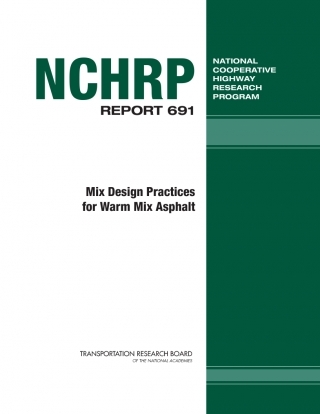 NCHRP
REPORT 691
NATIONAL
COOPERATIVE
HIGHWAY
RESEARCH
PROGRAM
Mix Design Practices
for Warm Mix Asphalt
TRANSPORTATION RESEARCH BOARD
OF THE NATIONAL ACADEMIES